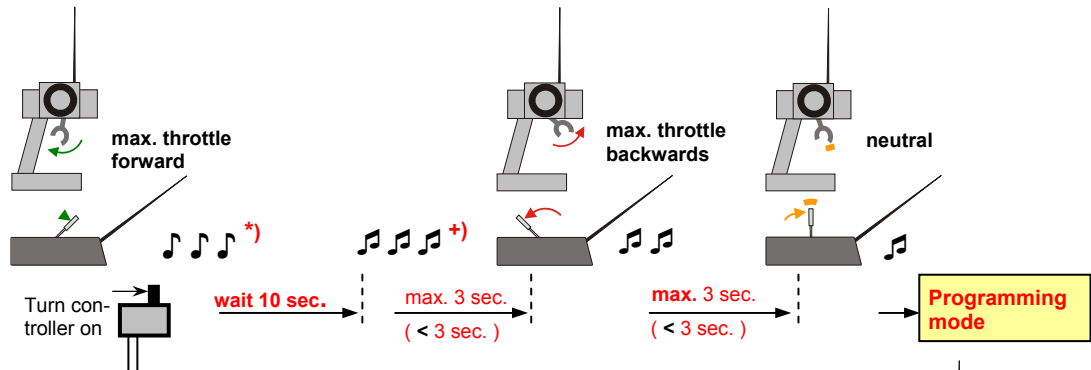 max. throttle
forward
max. throttle
backwards
neutral
*)
+)
Turn con-
troller on
wait 10 sec.
max. 3 sec.
( < 3 sec. )
max. 3 sec.
( < 3 sec. )
Programming
mode